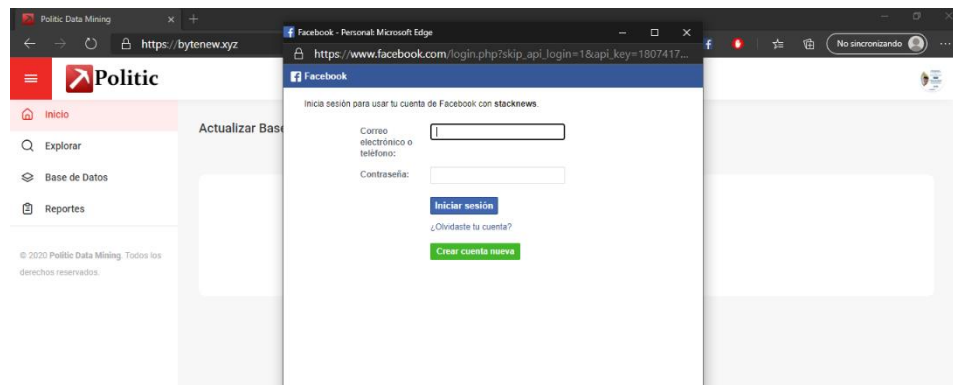 Politic Data Mining
https://bytenew.xyz
No sincronizando
Politic
Inicio
Explorar
Base de Datos
Reportes
© 2020 Politic Data Mining. Todos los
derechos reservados.
Actualizar Base
Facebook - Personal: Microsoft Edge
https://www.facebook.com/login.php?skip_api_login=1&api_key=1807417...
Facebook
Inicia sesión para usar tu cuenta de Facebook con stacknews.
Correo
electrónico o
teléfono:
Contraseña:
Iniciar sesión
¿Olvidaste tu cuenta?
Crear cuenta nueva